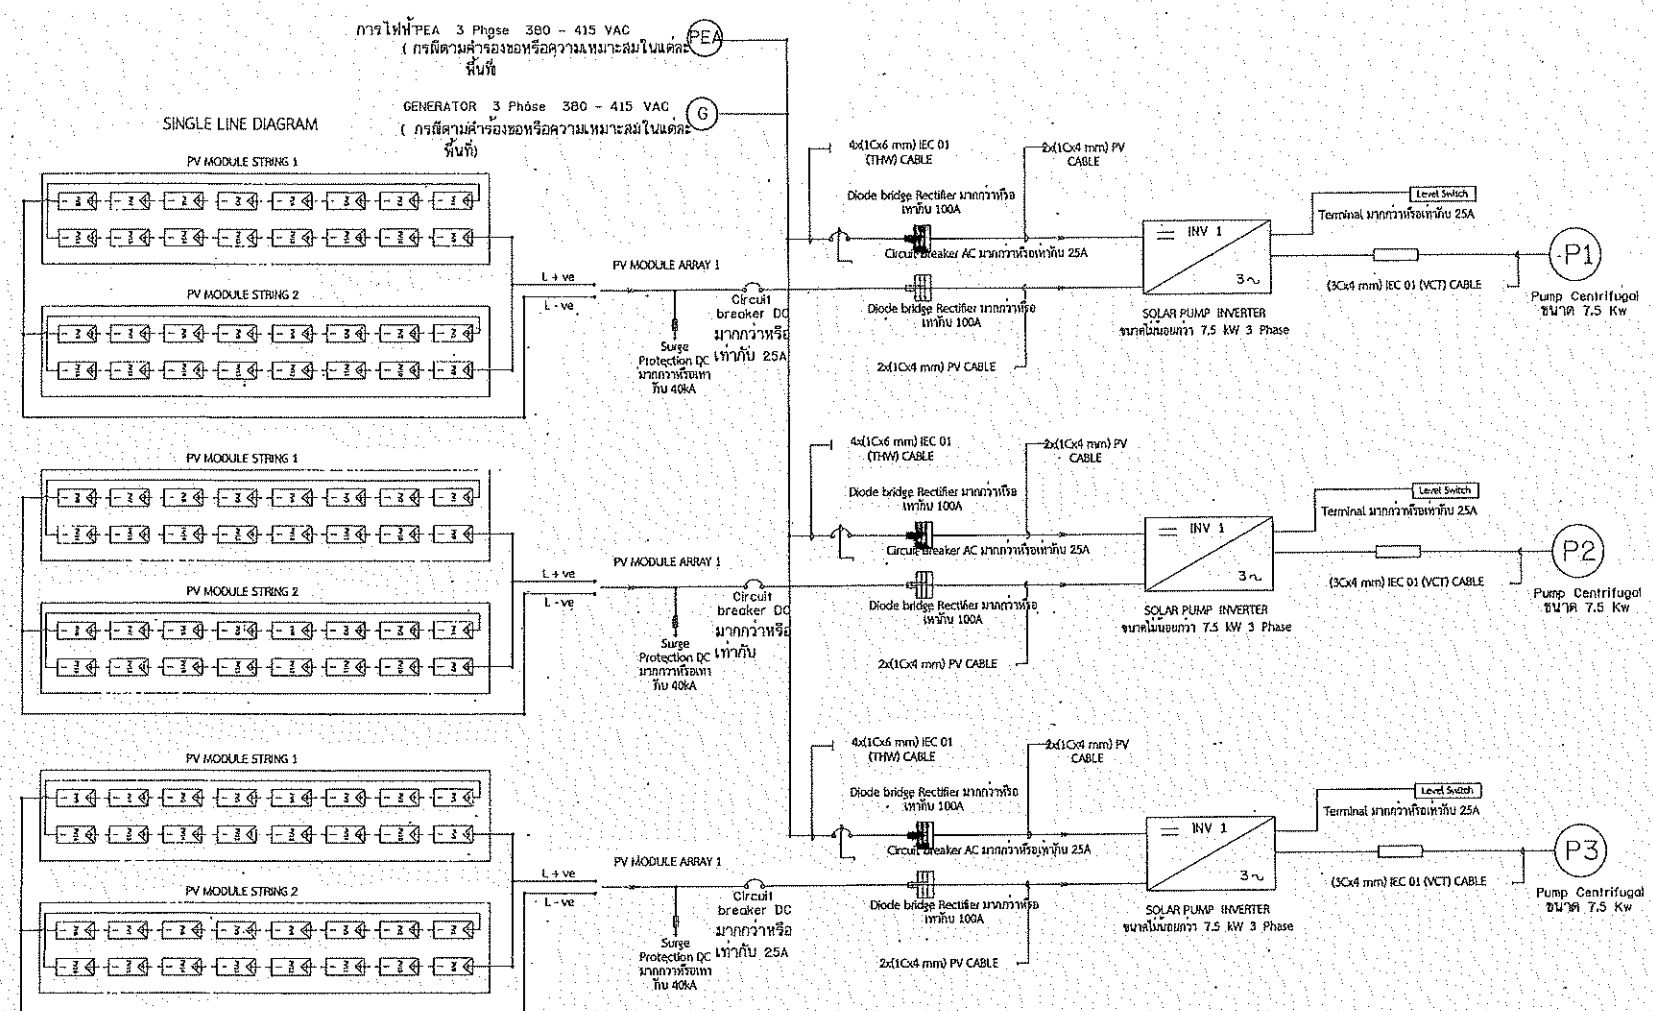 การไฟฟ้าPEA 3 Phase 380 - 415 VAC
( กรณีตามคำร้องขอหรือความเหมาะสมในแต่ละ
พื้นที่
PEA
GENERATOR 3 Phase 380 - 415 VAC
( กรณีตามคำร้องขอหรือความเหมาะสมในแต่ละ
พื้นที่)
G
SINGLE LINE DIAGRAM
PV MODULE STRING 1
PV MODULE STRING 2
L +ve
L -ve
PV MODULE ARRAY 1
Surge
Protection DC
มากกว่าหรือเท่า
กับ 40kA
Circuit
breaker DC
มากกว่าหรือ
เท่ากับ 25A
4x(1Cx6 mm) IEC 01
(THW) CABLE
2x(1Cx4 mm) PV
CABLE
Diode bridge Rectifier มากกว่าหรือ
เท่ากับ 100A
Circuit Breaker AC มากกว่าหรือเท่ากับ 25A
Diode bridge Rectifier มากกว่าหรือ
เท่ากับ 100A
2x(1Cx4 mm) PV CABLE
INV 1
3~
SOLAR PUMP INVERTER
ขนาดไม่น้อยกว่า 7.5 kW 3 Phase
Level Switch
Terminal มากกว่าหรือเท่ากับ 25A
(3Cx4 mm) IEC 01 (VCT) CABLE
P1
Pump Centrifugal
ขนาด 7.5 Kw
PV MODULE STRING 1
PV MODULE STRING 2
L +ve
L -ve
PV MODULE ARRAY 1
Surge
Protection DC
มากกว่าหรือเท่า
กับ 40kA
Circuit
breaker DC
มากกว่าหรือ
เท่ากับ
4x(1Cx6 mm) IEC 01
(THW) CABLE
2x(1Cx4 mm) PV
CABLE
Diode bridge Rectifier มากกว่าหรือ
เท่ากับ 100A
Circuit Breaker AC มากกว่าหรือเท่ากับ 25A
Diode bridge Rectifier มากกว่าหรือ
เท่ากับ 100A
2x(1Cx4 mm) PV CABLE
INV 1
3~
SOLAR PUMP INVERTER
ขนาดไม่น้อยกว่า 7.5 kW 3 Phase
Level Switch
Terminal มากกว่าหรือเท่ากับ 25A
(3Cx4 mm) IEC 01 (VCT) CABLE
P2
Pump Centrifugal
ขนาด 7.5 Kw
PV MODULE STRING 1
PV MODULE STRING 2
L +ve
L -ve
PV MODULE ARRAY 1
Surge
Protection DC
มากกว่าหรือเท่า
กับ 40kA
Circuit
breaker DC
มากกว่าหรือ
เท่ากับ 25A
4x(1Cx6 mm) IEC 01
(THW) CABLE
2x(1Cx4 mm) PV
CABLE
Diode bridge Rectifier มากกว่าหรือ
เท่ากับ 100A
Circuit Breaker AC มากกว่าหรือเท่ากับ 25A
Diode bridge Rectifier มากกว่าหรือ
เท่ากับ 100A
2x(1Cx4 mm) PV CABLE
INV 1
3~
SOLAR PUMP INVERTER
ขนาดไม่น้อยกว่า 7.5 kW 3 Phase
Level Switch
Terminal มากกว่าหรือเท่ากับ 25A
(3Cx4 mm) IEC 01 (VCT) CABLE
P3
Pump Centrifugal
ขนาด 7.5 Kw